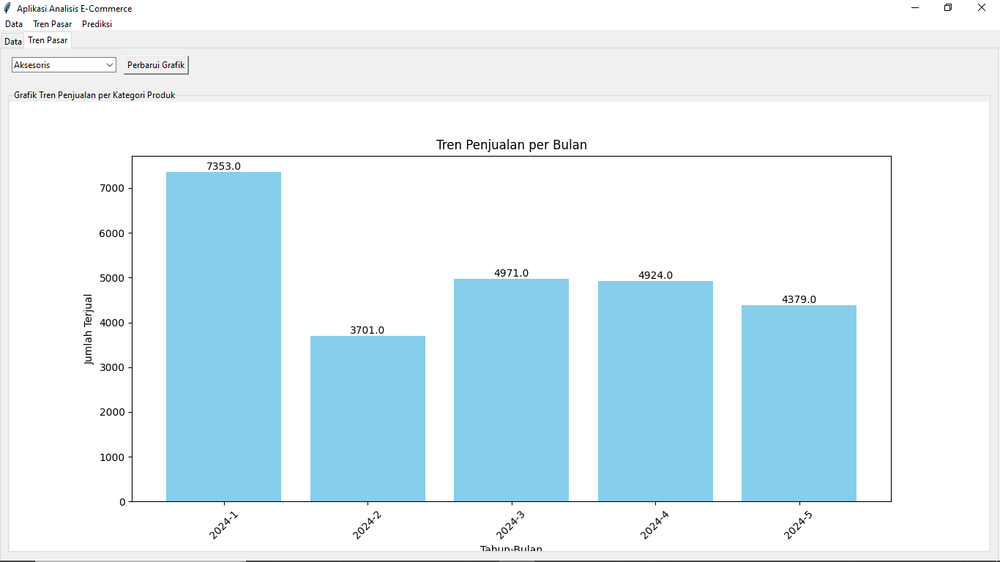 Aplikasi Analisis E-Commerce
Data Tren Pasar Prediksi
Data Tren Pasar
Aksesoris Perbarui Grafik
Grafik Tren Penjualan per Kategori Produk
Tren Penjualan per Bulan
7353.0
7000
6000
4971.0
4924.0
5000
4379.0
4000
3701.0
Jumlah Terjual
3000
2000
1000
0
2024-1 2024-2 2024-3 2024-4 2024-5
Tahun-Bulan